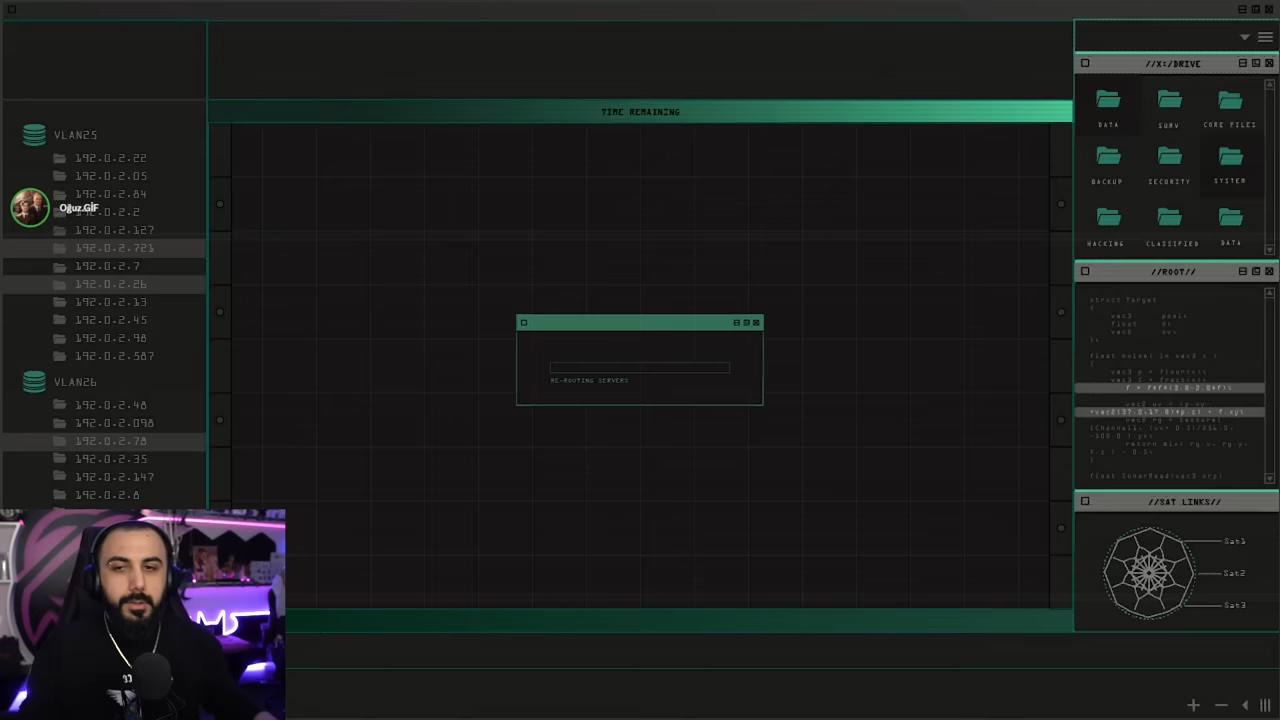 TIME REMAINING
VLAN25
192.0.2.22
192.0.2.05
192.0.2.84
Oğuz.GIF
192.0.2.2
192.0.2.127
192.0.2.721
192.0.2.7
192.0.2.26
192.0.2.13
192.0.2.45
192.0.2.98
192.0.2.587
VLAN26
192.0.2.48
192.0.2.098
192.0.2.78
192.0.2.35
192.0.2.147
192.0.2.8
RE-ROUTING SERVERS
//X:/DRIVE
DATA
SURV
CORE FILES
BACKUP
SECURITY
SYSTEM
HACKING
CLASSIFIED
DATA
//ROOT//
struct Target
{
float noise( in vec3 x )
{
//SAT LINKS//
Sat1
Sat2
Sat3